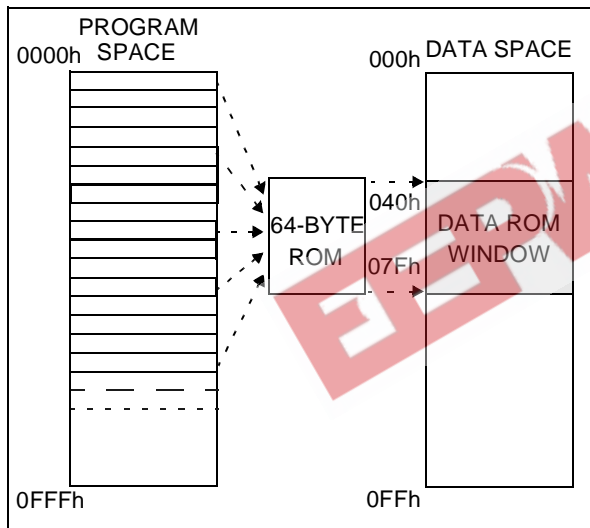 PROGRAM
SPACE
0000h
000h
DATA SPACE
64-BYTE
ROM
040h
07Fh
DATA ROM
WINDOW
0FFFh
0FFh